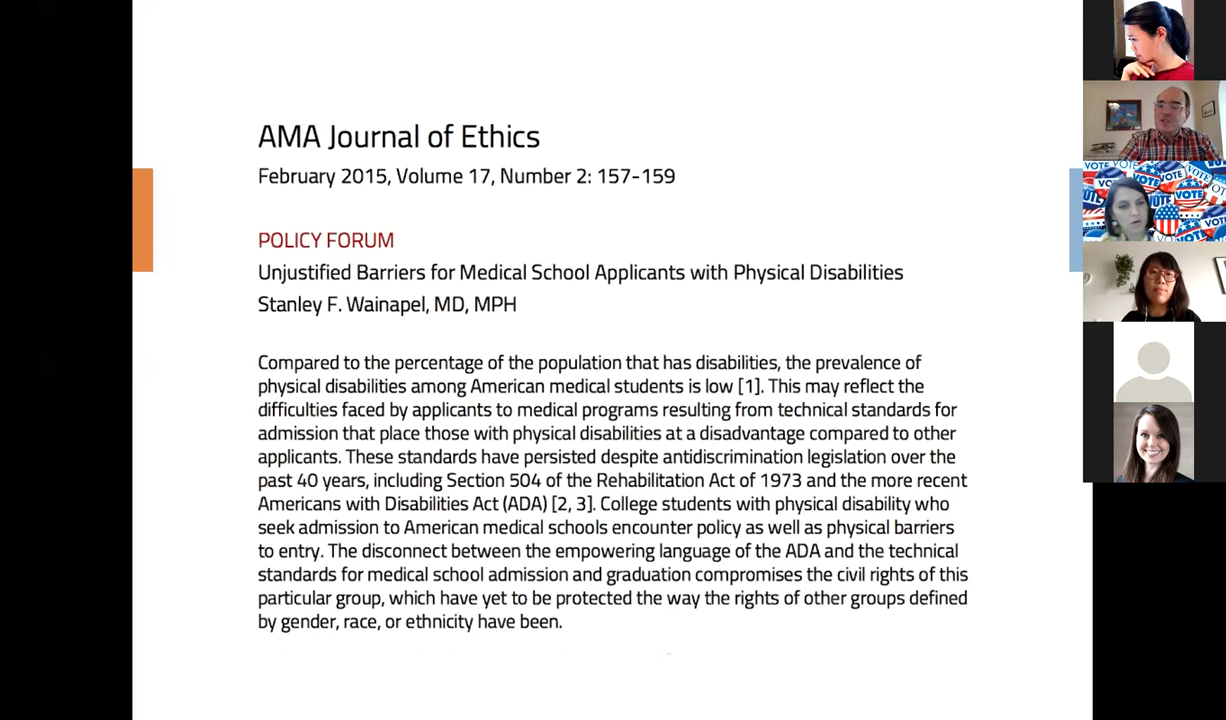 AMA Journal of Ethics
February 2015, Volume 17, Number 2: 157-159
POLICY FORUM
Unjustified Barriers for Medical School Applicants with Physical Disabilities
Stanley F. Wainapel, MD, MPH
Compared to the percentage of the population that has disabilities, the prevalence of
physical disabilities among American medical students is low [1]. This may reflect the
difficulties faced by applicants to medical programs resulting from technical standards for
admission that place those with physical disabilities at a disadvantage compared to other
applicants. These standards have persisted despite antidiscrimination legislation over the
past 40 years, including Section 504 of the Rehabilitation Act of 1973 and the more recent
Americans with Disabilities Act (ADA) [2, 3]. College students with physical disability who
seek admission to American medical schools encounter policy as well as physical barriers
to entry. The disconnect between the empowering language of the ADA and the technical
standards for medical school admission and graduation compromises the civil rights of this
particular group, which have yet to be protected the way the rights of other groups defined
by gender, race, or ethnicity have been.
VOTE
VOTE
VOTE
VOTE
VOTE